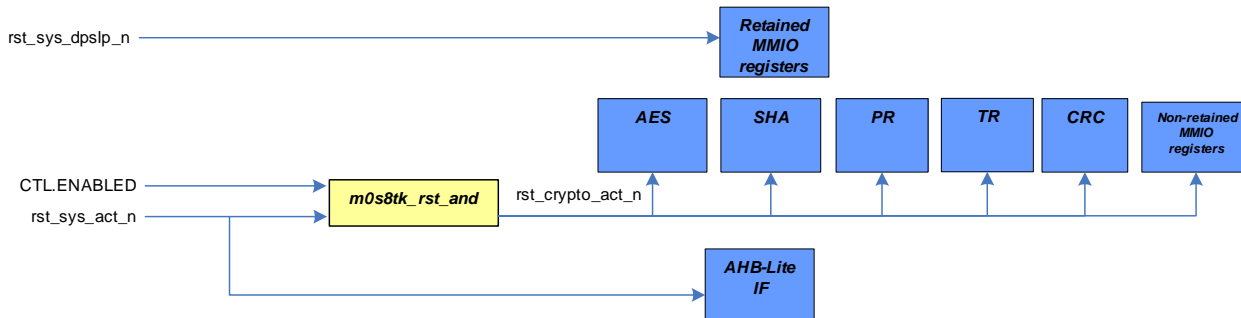 rst_sys_dpslp_n
Retained
MMIO
registers
AES
SHA
PR
TR
CRC
Non-retained
MMIO
registers
CTL.ENABLED
rst_sys_act_n
m0s8tk_rst_and
rst_crypto_act_n
AHB-Lite
IF